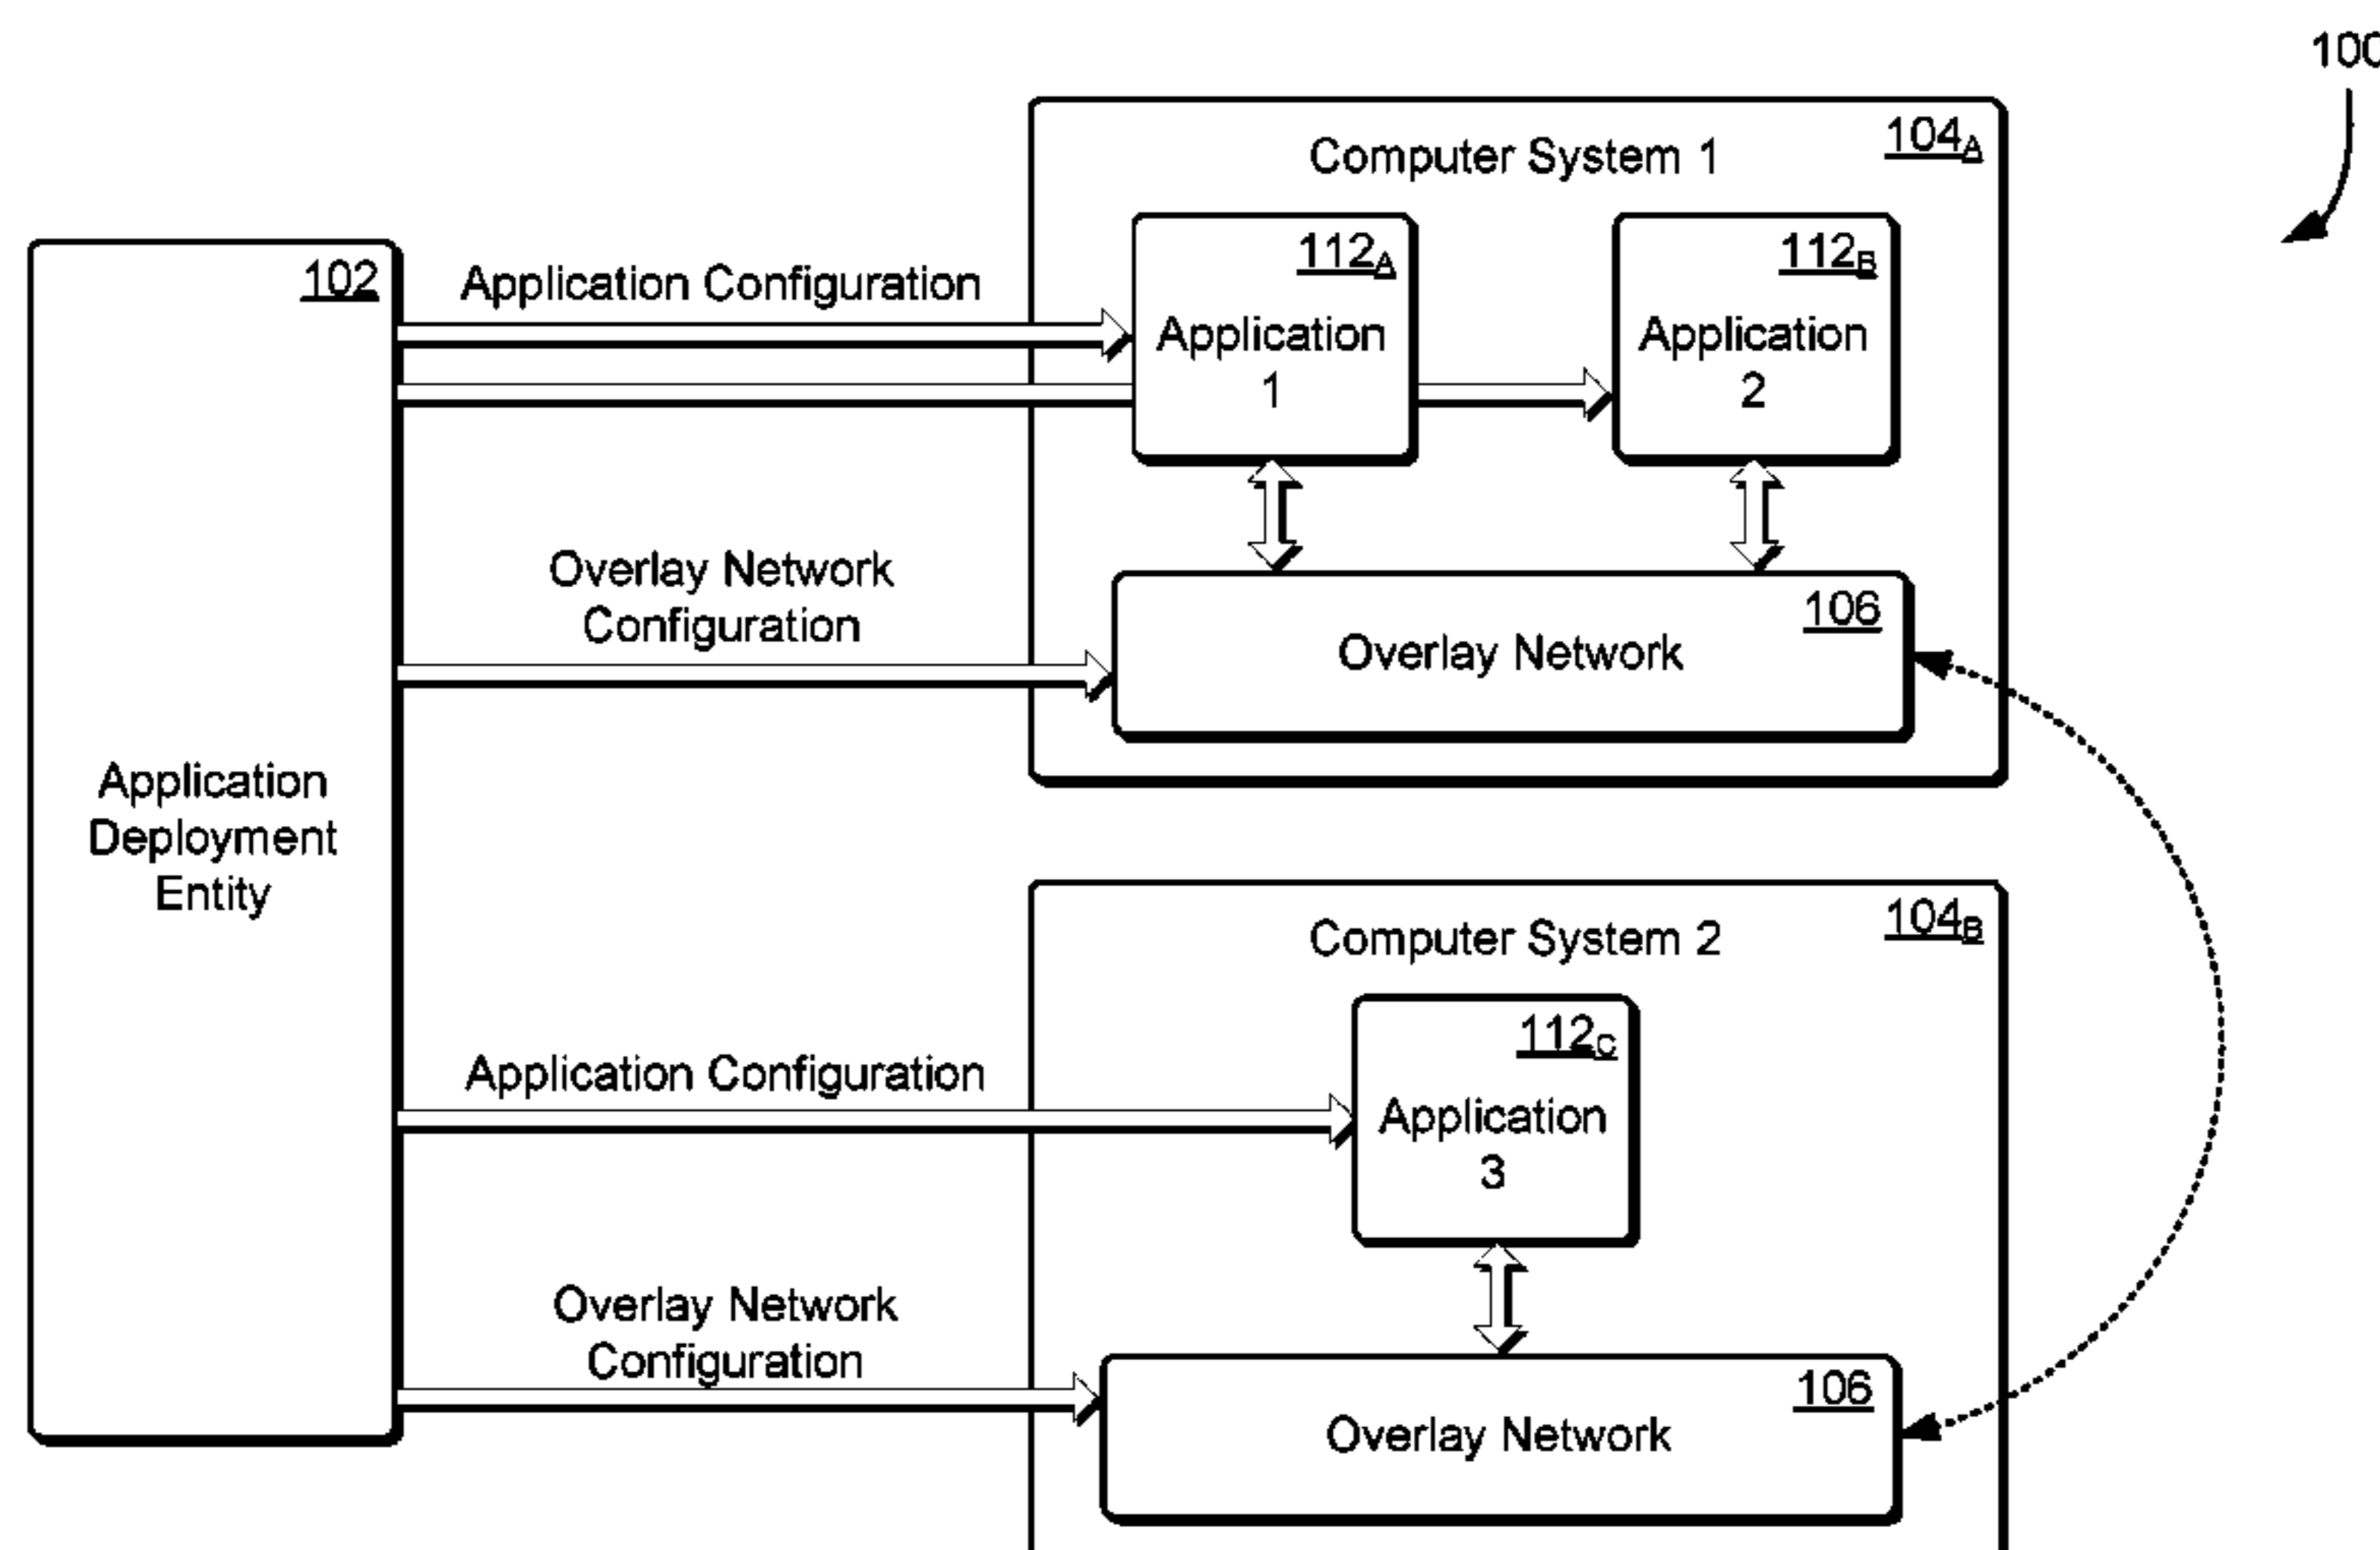 100
Computer System 1
104A
102
Application Configuration
112A
Application
1
112B
Application
2
Overlay Network
Configuration
106
Overlay Network
Application
Deployment
Entity
Computer System 2
104B
Application Configuration
112C
Application
3
Overlay Network
Configuration
106
Overlay Network